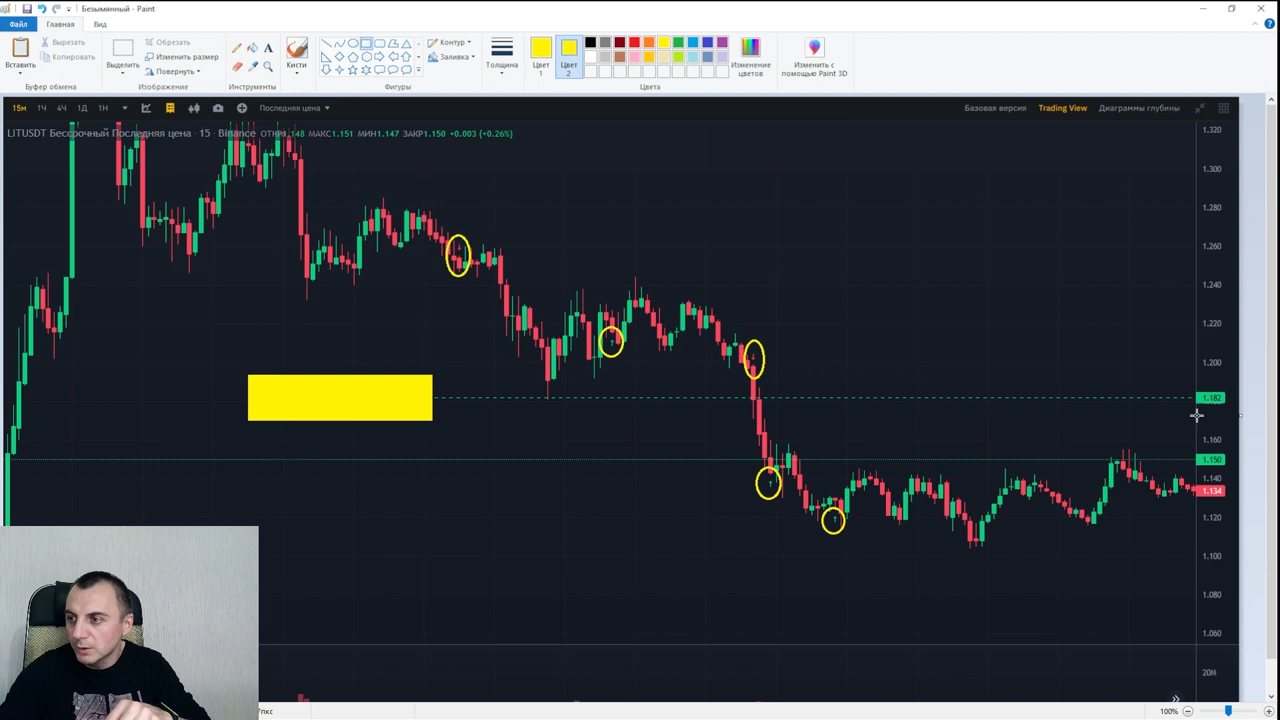 Безымянный - Paint
Файл Главная Вид
Вставить
Вырезать
Копировать
Буфер обмена
Выделить
Обрезать
Изменить размер
Повернуть
Изображение
Инструменты
Кисти
Контур
Заливка
Фигуры
Толщина
Цвет 1
Цвет 2
Изменение цветов
Цвета
Изменить с помощью Paint 3D
15м 1Ч 4Ч 1Д 1Н Последняя цена Базовая версия Trading View Диаграммы глубины
LITUSDT Бессрочный Последняя цена · 15 · Binance ОТКР1.148 МАКС1.151 МИН1.147 ЗАКР1.150 +0.003 (+0.26%)
1.320
1.300
1.280
1.260
1.240
1.220
1.200
1.182
1.160
1.150
1.140
1.134
1.120
1.100
1.080
1.060
20M
100%